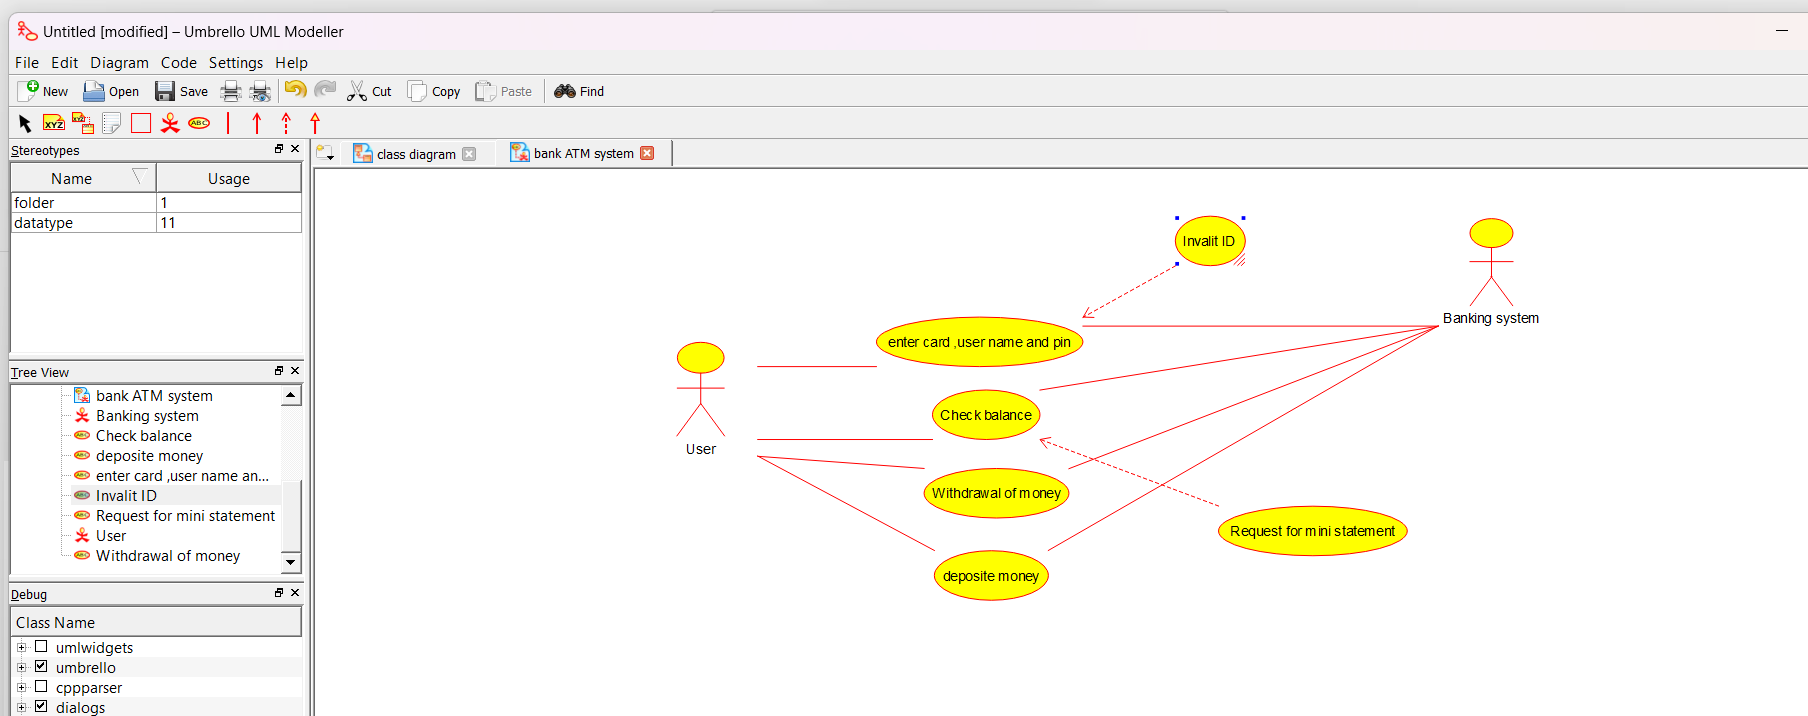 Untitled [modified] – Umbrello UML Modeller
File Edit Diagram Code Settings Help
New Open Save Cut Copy Paste Find
XYZ XYZ ABC
Stereotypes
Name Usage
folder 1
datatype 11
Tree View
bank ATM system
Banking system
Check balance
deposite money
enter card ,user name an...
Invalit ID
Request for mini statement
User
Withdrawal of money
Debug
Class Name
umlwidgets
umbrello
cppparser
dialogs
class diagram bank ATM system
Invalit ID
Banking system
enter card ,user name and pin
Check balance
User
Withdrawal of money
Request for mini statement
deposite money